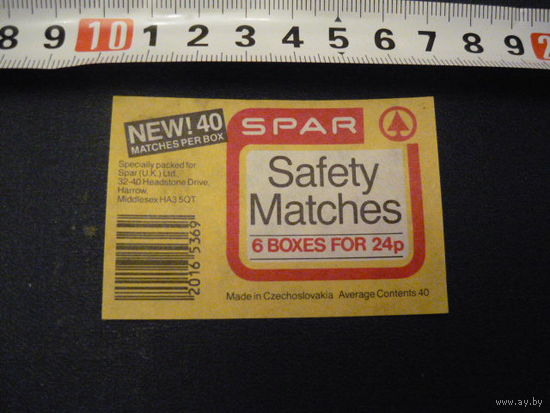 8 9 10 1 2 3 4 5 6 7 8 9 2
NEW! 40
MATCHES PER BOX
Specially packed for
Spar (U.K.) Ltd.,
32-40 Headstone Drive,
Harrow,
Middlesex HA3 5QT
2016 5369
SPAR
Safety
Matches
6 BOXES FOR 24p
Made in Czechoslovakia Average Contents 40
© www.ay.by